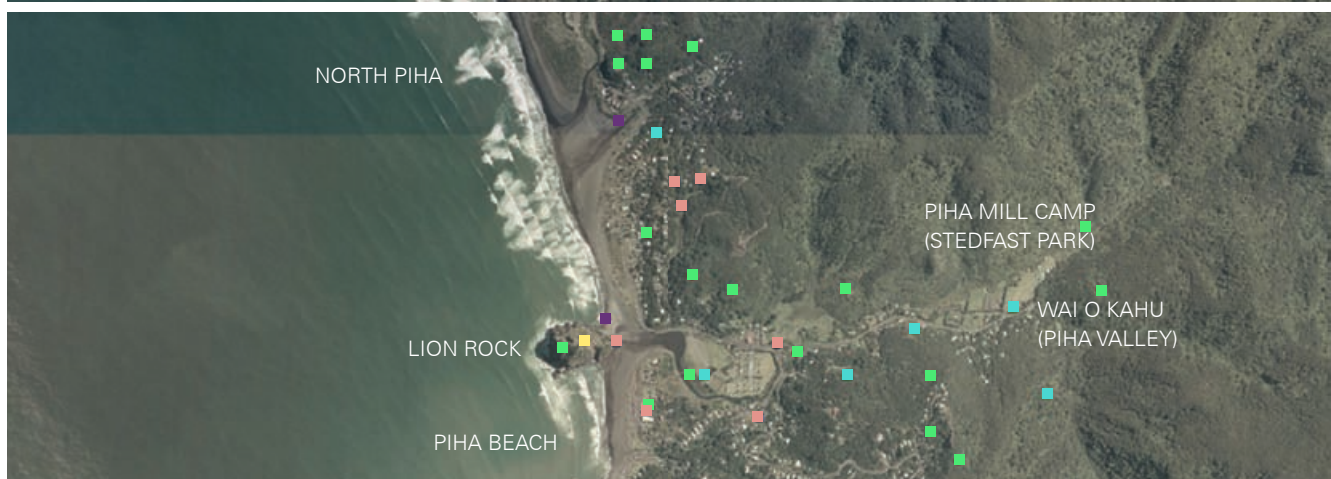 NORTH PIHA
PIHA MILL CAMP
(STEDFAST PARK)
WAI O KAHU
(PIHA VALLEY)
LION ROCK
PIHA BEACH